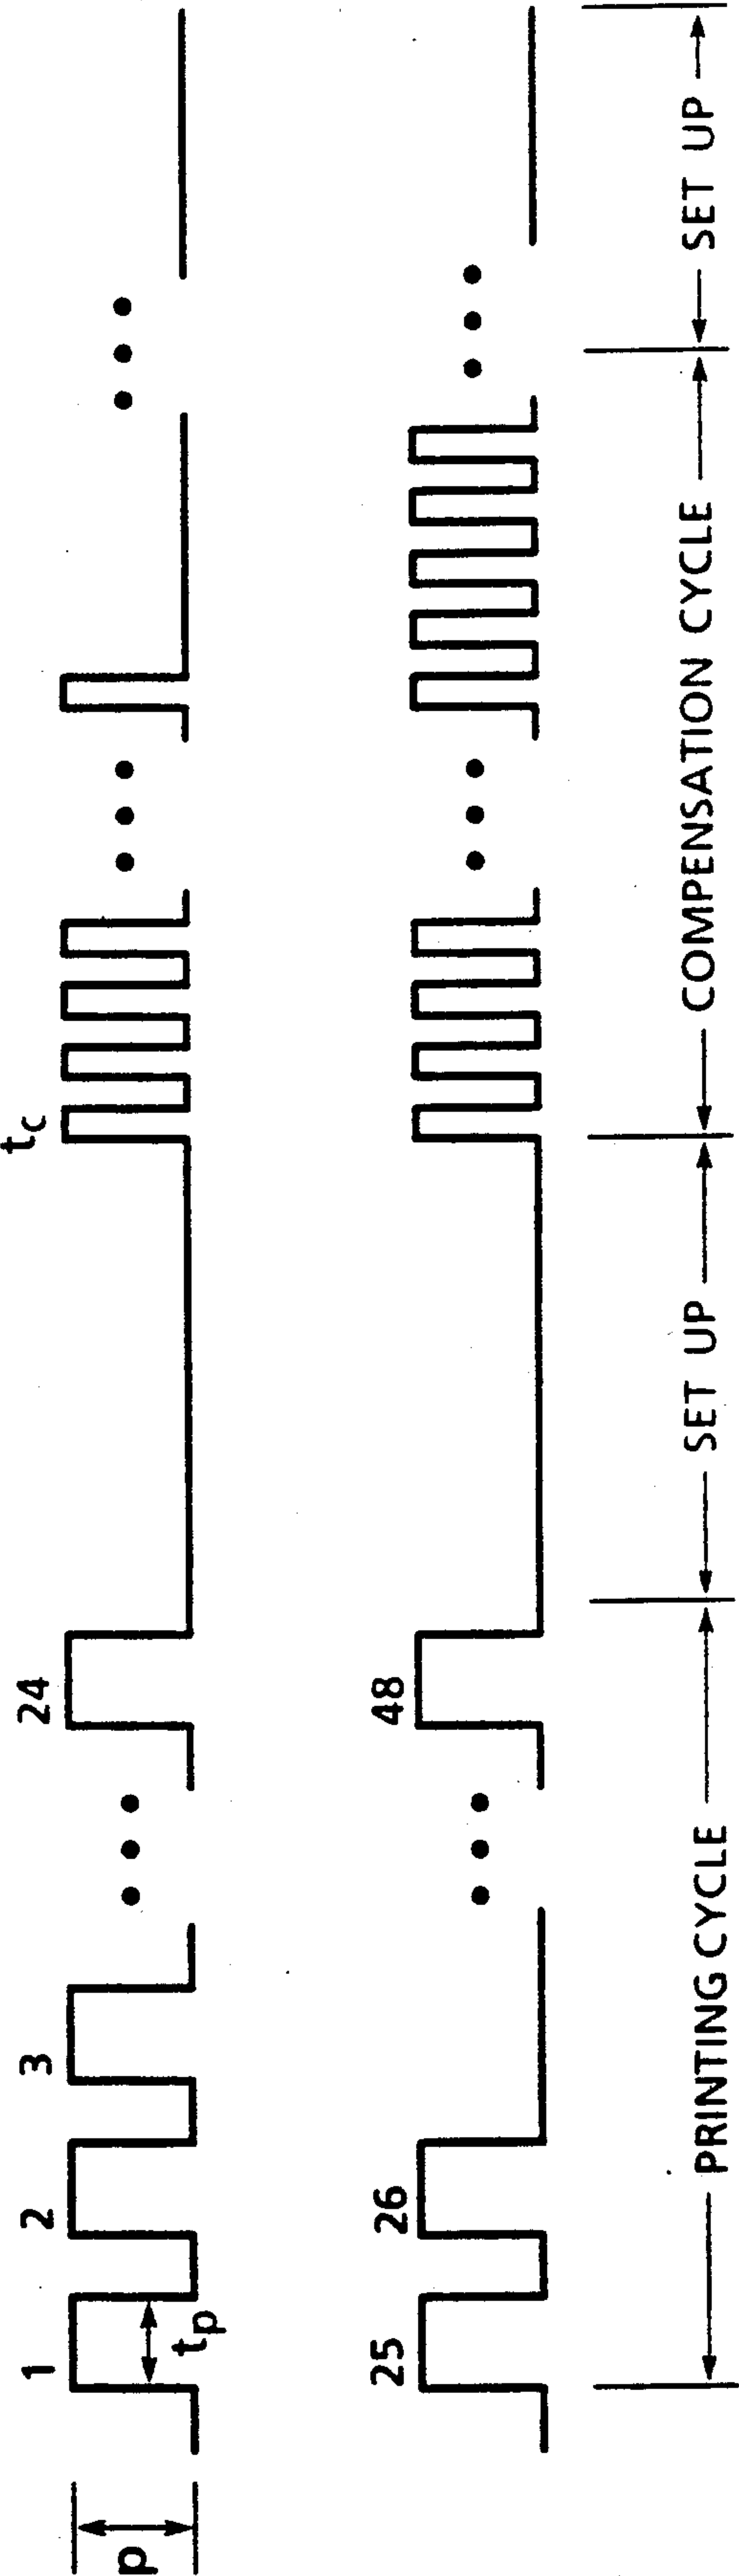 1 2 3 24 t_c
p
t_p
25 26 48
PRINTING CYCLE SET UP COMPENSATION CYCLE SET UP